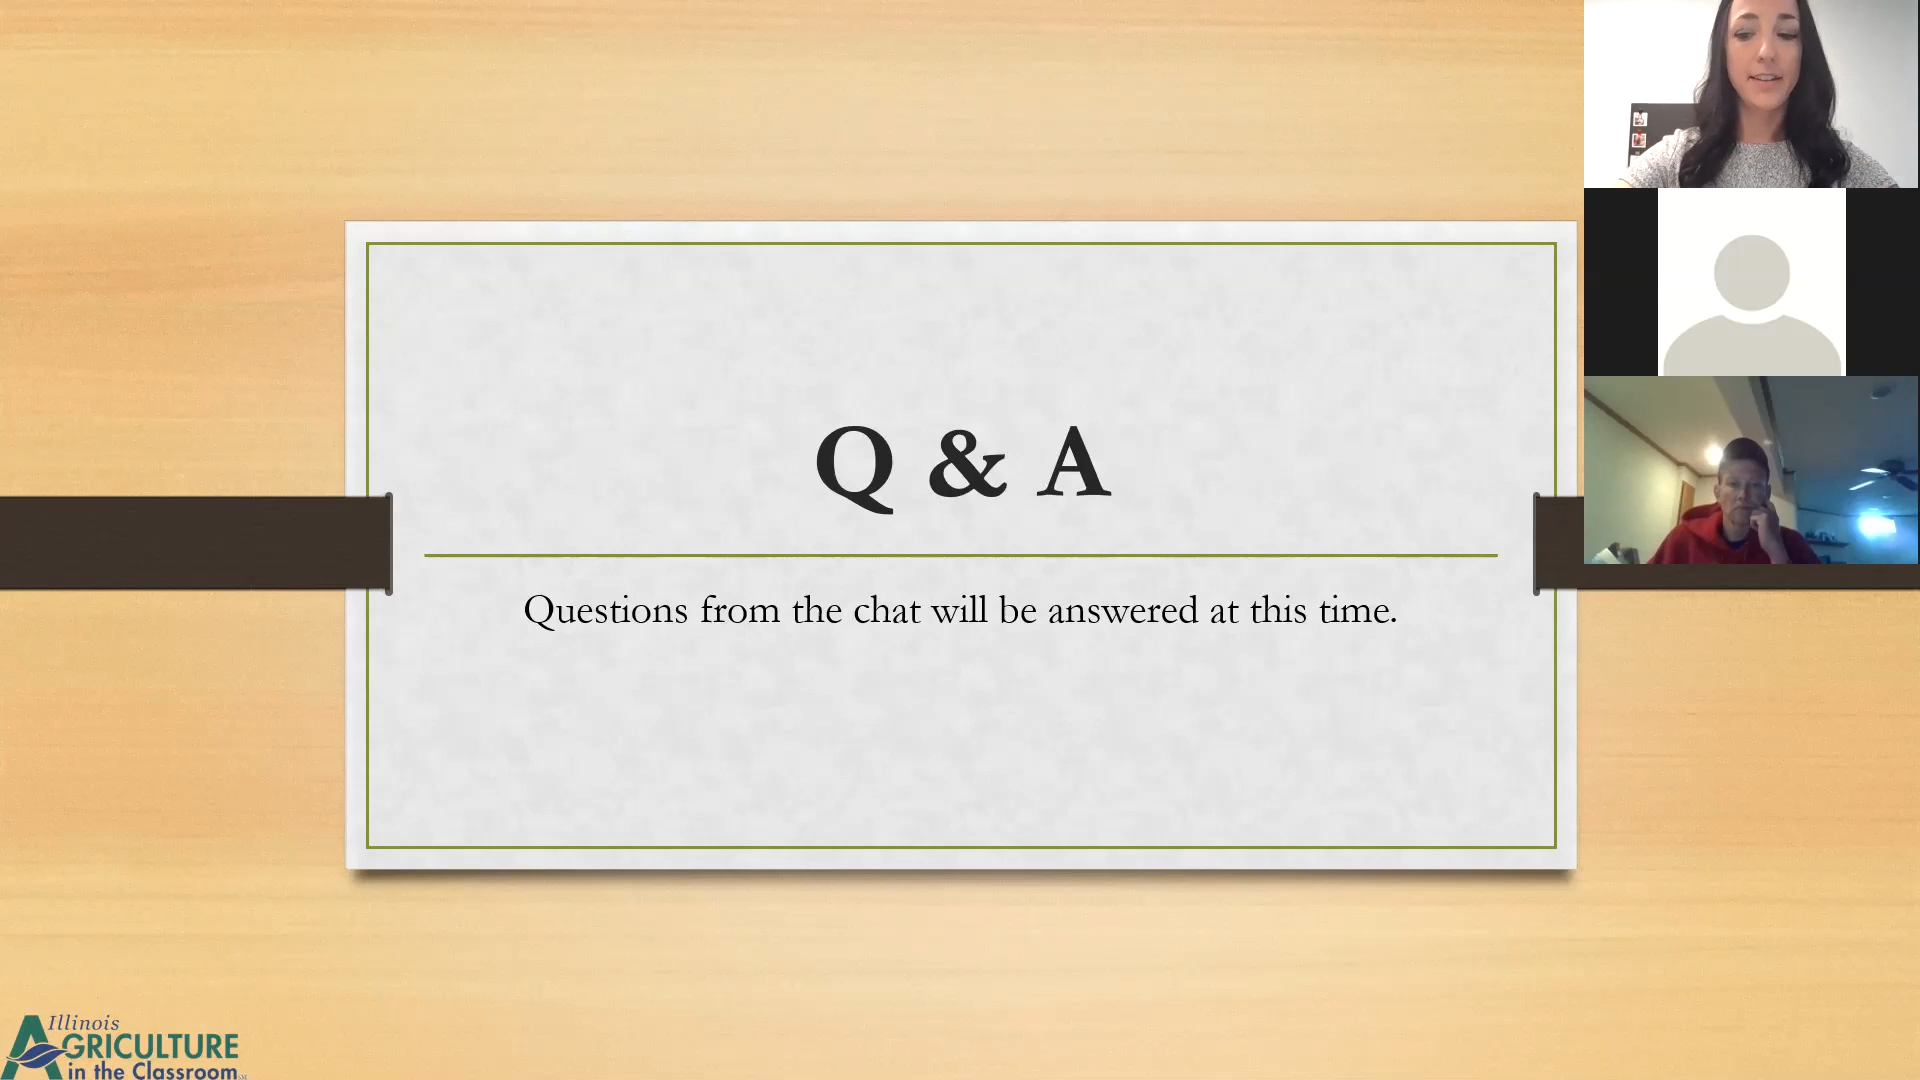 Q & A
Questions from the chat will be answered at this time.
Illinois
AGRICULTURE
in the Classroom